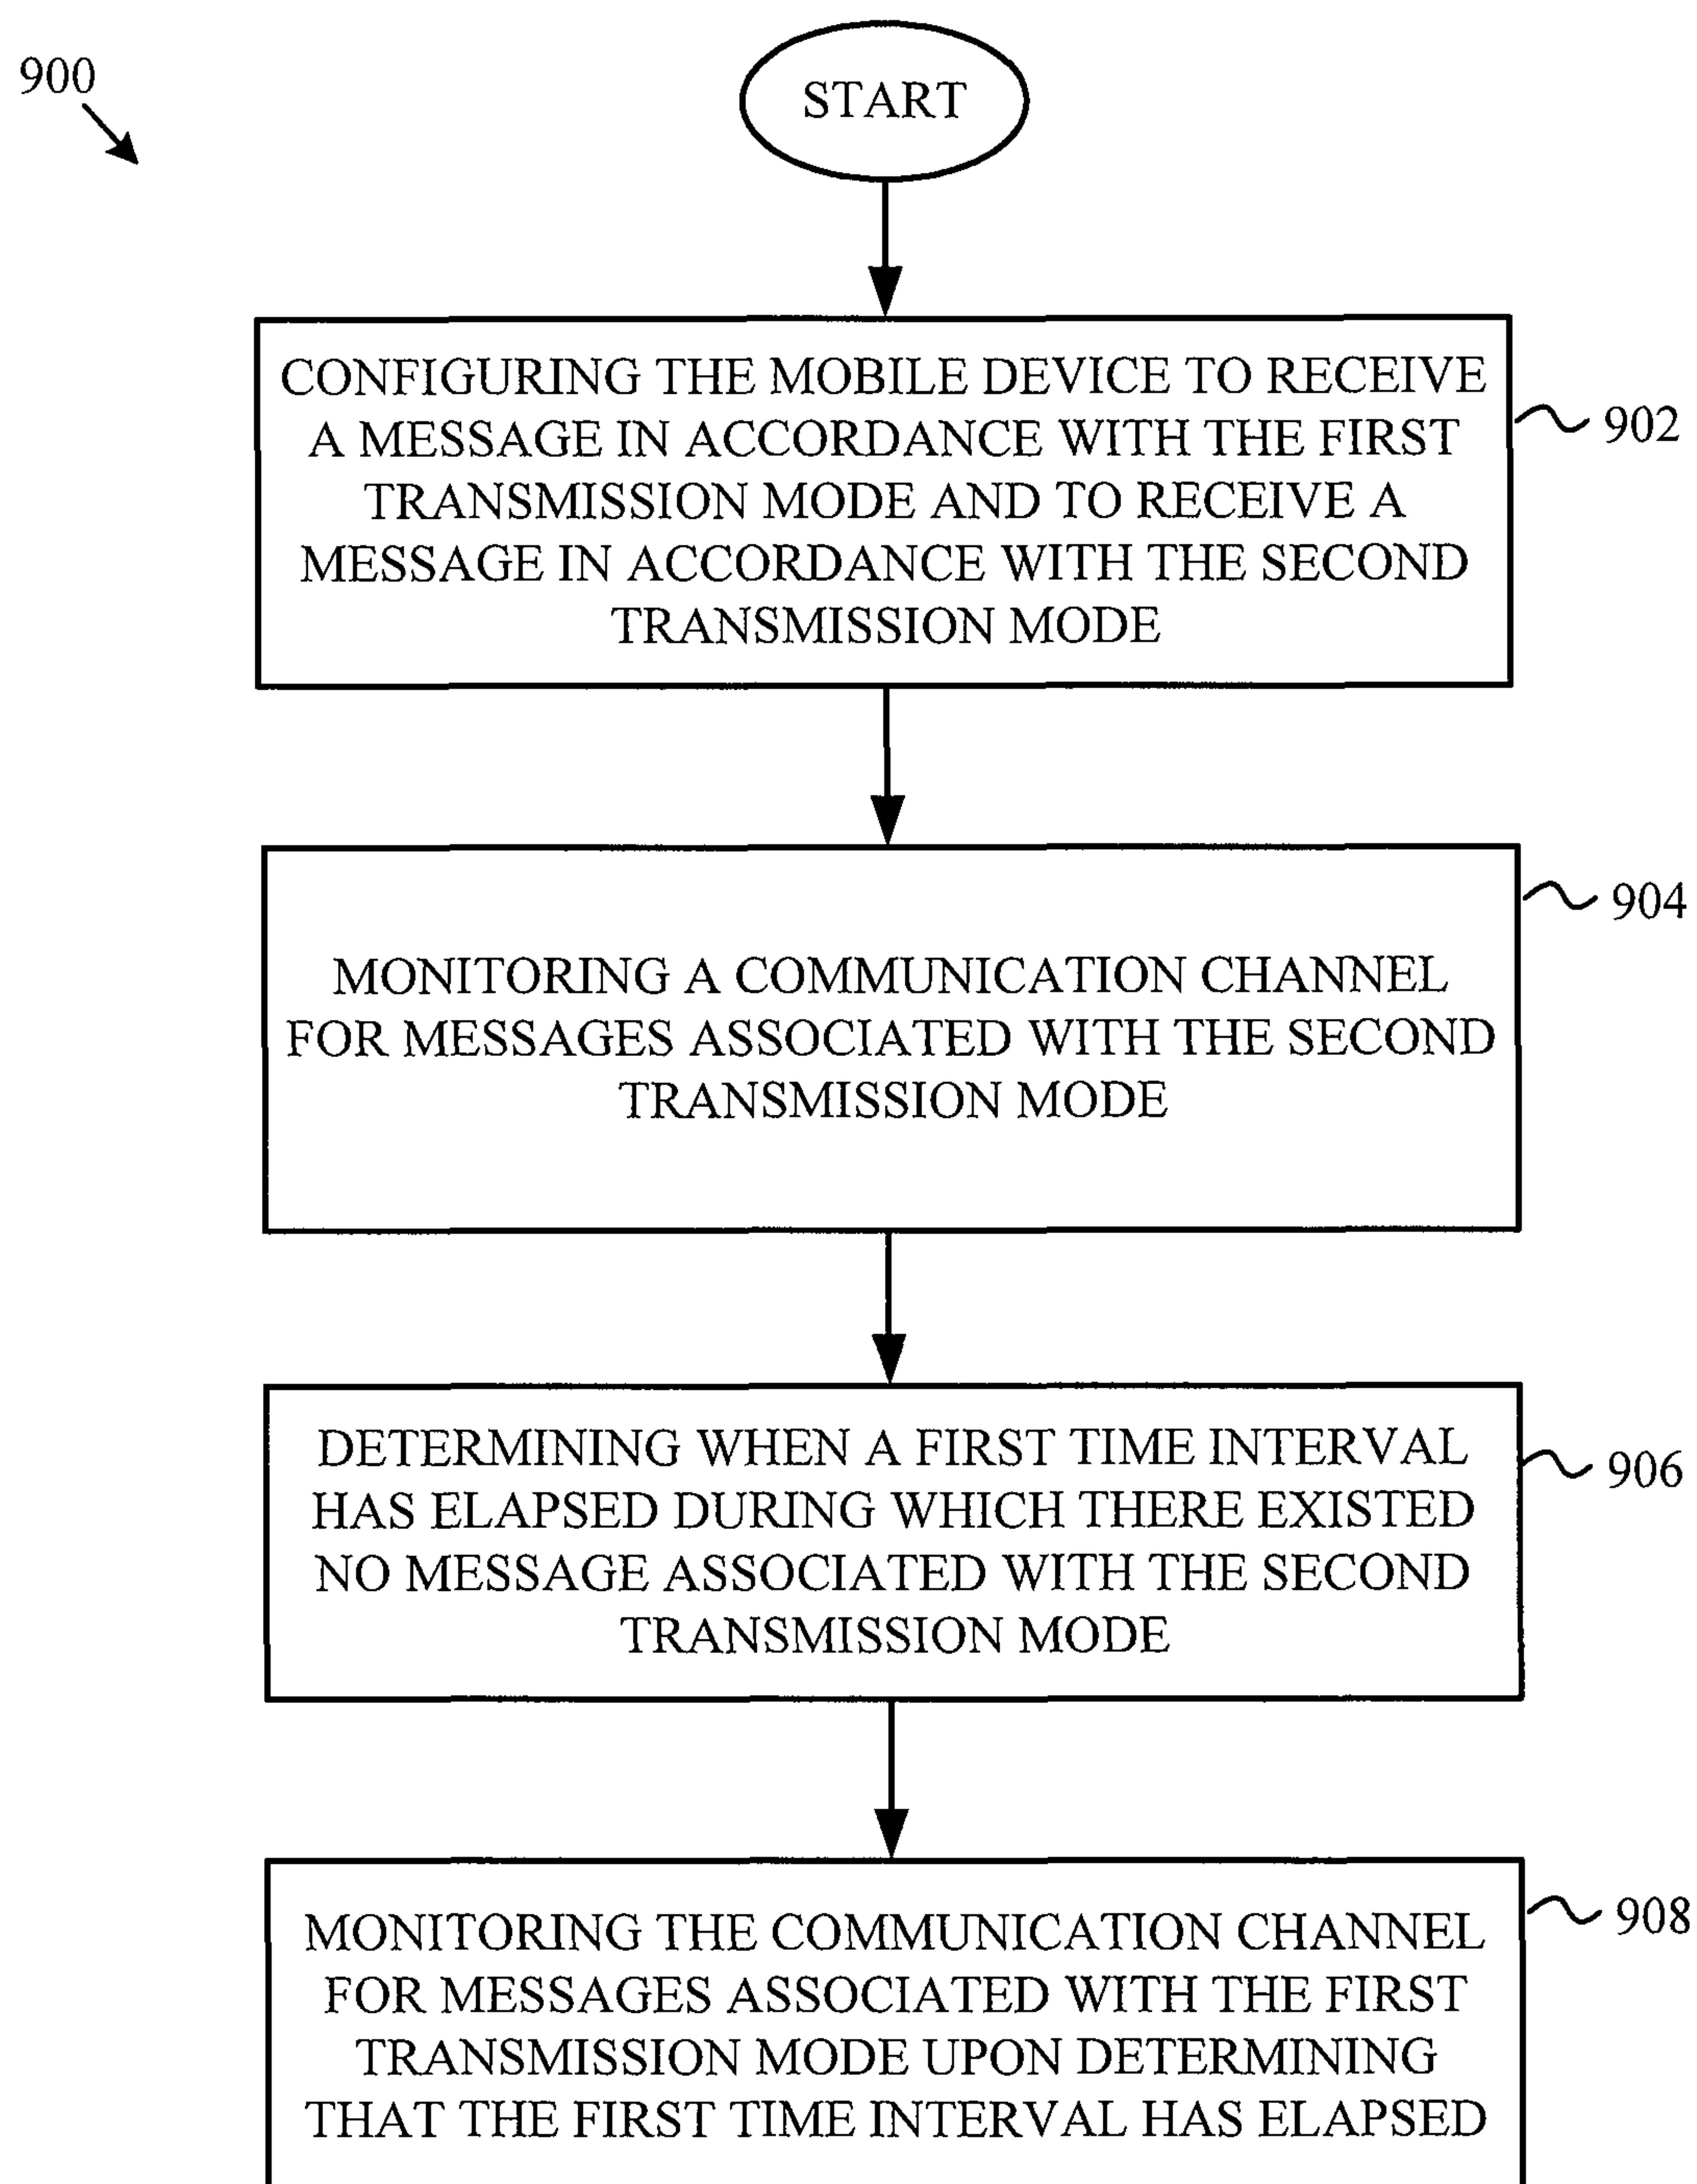 900
START
CONFIGURING THE MOBILE DEVICE TO RECEIVE
A MESSAGE IN ACCORDANCE WITH THE FIRST
TRANSMISSION MODE AND TO RECEIVE A
MESSAGE IN ACCORDANCE WITH THE SECOND
TRANSMISSION MODE
902
MONITORING A COMMUNICATION CHANNEL
FOR MESSAGES ASSOCIATED WITH THE SECOND
TRANSMISSION MODE
904
DETERMINING WHEN A FIRST TIME INTERVAL
HAS ELAPSED DURING WHICH THERE EXISTED
NO MESSAGE ASSOCIATED WITH THE SECOND
TRANSMISSION MODE
906
MONITORING THE COMMUNICATION CHANNEL
FOR MESSAGES ASSOCIATED WITH THE FIRST
TRANSMISSION MODE UPON DETERMINING
THAT THE FIRST TIME INTERVAL HAS ELAPSED
908